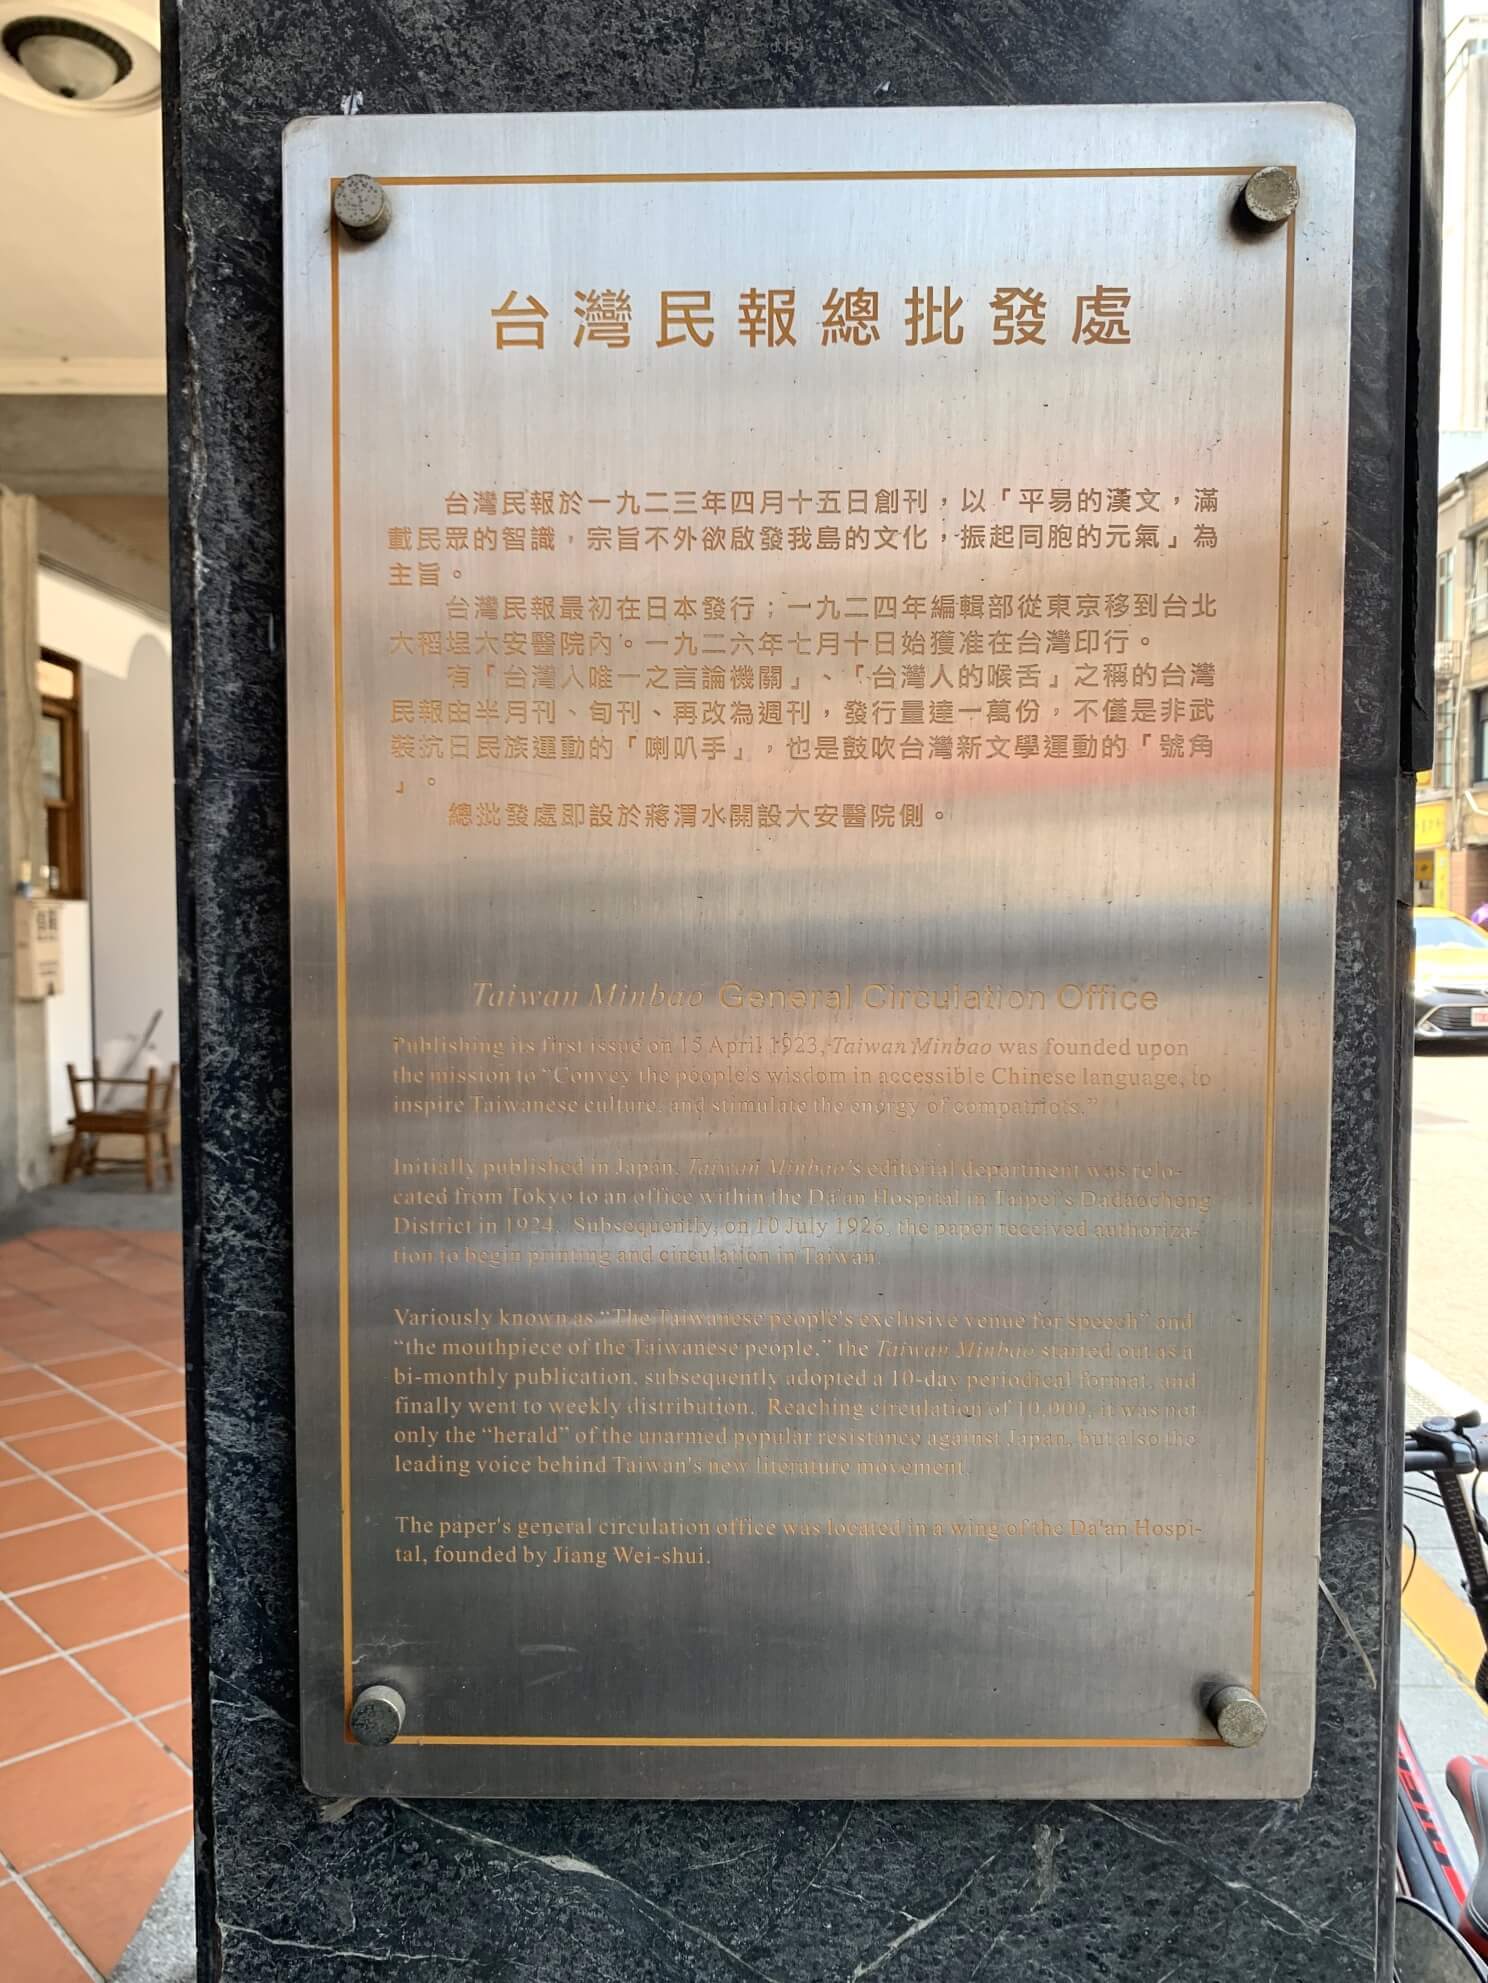 台灣民報總批發處
台灣民報於一九二三年四月十五日創刊，以「平易的漢文，滿
載民眾的智識，宗旨不外欲啟發我島的文化，振起同胞的元氣」為
主旨。
台灣民報最初在日本發行；一九二四年編輯部從東京移到台北
大稻埕大安醫院內。一九二六年七月十日始獲准在台灣印行。
有「台灣人唯一之言論機關」、「台灣人的喉舌」之稱的台灣
民報由半月刊、旬刊、再改為週刊，發行量達一萬份，不僅是非武
裝抗日民族運動的「喇叭手」，也是鼓吹台灣新文學運動的「號角
」。
總批發處即設於蔣渭水開設大安醫院側。
Taiwan Minbao General Circulation Office
Publishing its first issue on 15 April 1923, Taiwan Minbao was founded upon
the mission to “Convey the people's wisdom in accessible Chinese language, to
inspire Taiwanese culture, and stimulate the energy of compatriots.”
Initially published in Japan, Taiwan Minbao's editorial department was relo-
cated from Tokyo to an office within the Da'an Hospital in Taipei's Dadaocheng
District in 1924. Subsequently, on 10 July 1926, the paper received authoriza-
tion to begin printing and circulation in Taiwan.
Variously known as “The Taiwanese people's exclusive venue for speech” and
“the mouthpiece of the Taiwanese people,” the Taiwan Minbao started out as a
bi-monthly publication, subsequently adopted a 10-day periodical format, and
finally went to weekly distribution. Reaching circulation of 10,000, it was not
only the “herald” of the unarmed popular resistance against Japan, but also the
leading voice behind Taiwan's new literature movement.
The paper's general circulation office was located in a wing of the Da'an Hospi-
tal, founded by Jiang Wei-shui.